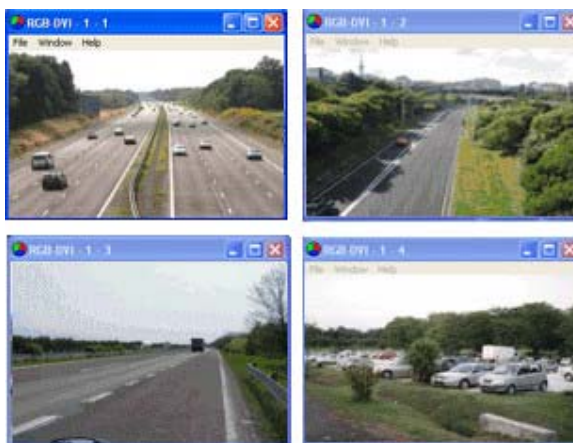 RGB-DVI - 1 - 1
File Window Help
RGB-DVI - 1 - 2
File Window Help
RGB-DVI - 1 - 3
RGB-DVI - 1 - 4
File Window Help